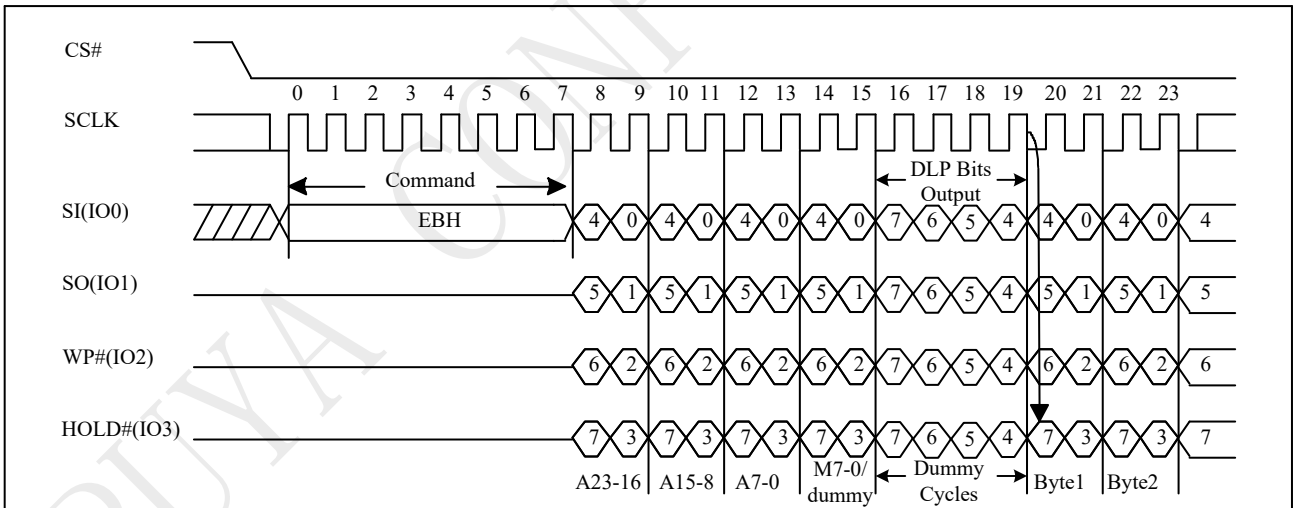 CS#
0 1 2 3 4 5 6 7 8 9 10 11 12 13 14 15 16 17 18 19 20 21 22 23
SCLK
Command
DLP Bits
Output
SI(IO0)
EBH
4 0 4 0 4 0 4 0 7 6 5 4 4 0 4 0 4
SO(IO1)
5 1 5 1 5 1 5 1 7 6 5 4 5 1 5 1 5
WP#(IO2)
6 2 6 2 6 2 6 2 7 6 5 4 6 2 6 2 6
HOLD#(IO3)
7 3 7 3 7 3 7 3 7 6 5 4 7 3 7 3 7
A23-16 A15-8 A7-0
M7-0/
dummy
Dummy
Cycles
Byte1 Byte2
PUYA CONF